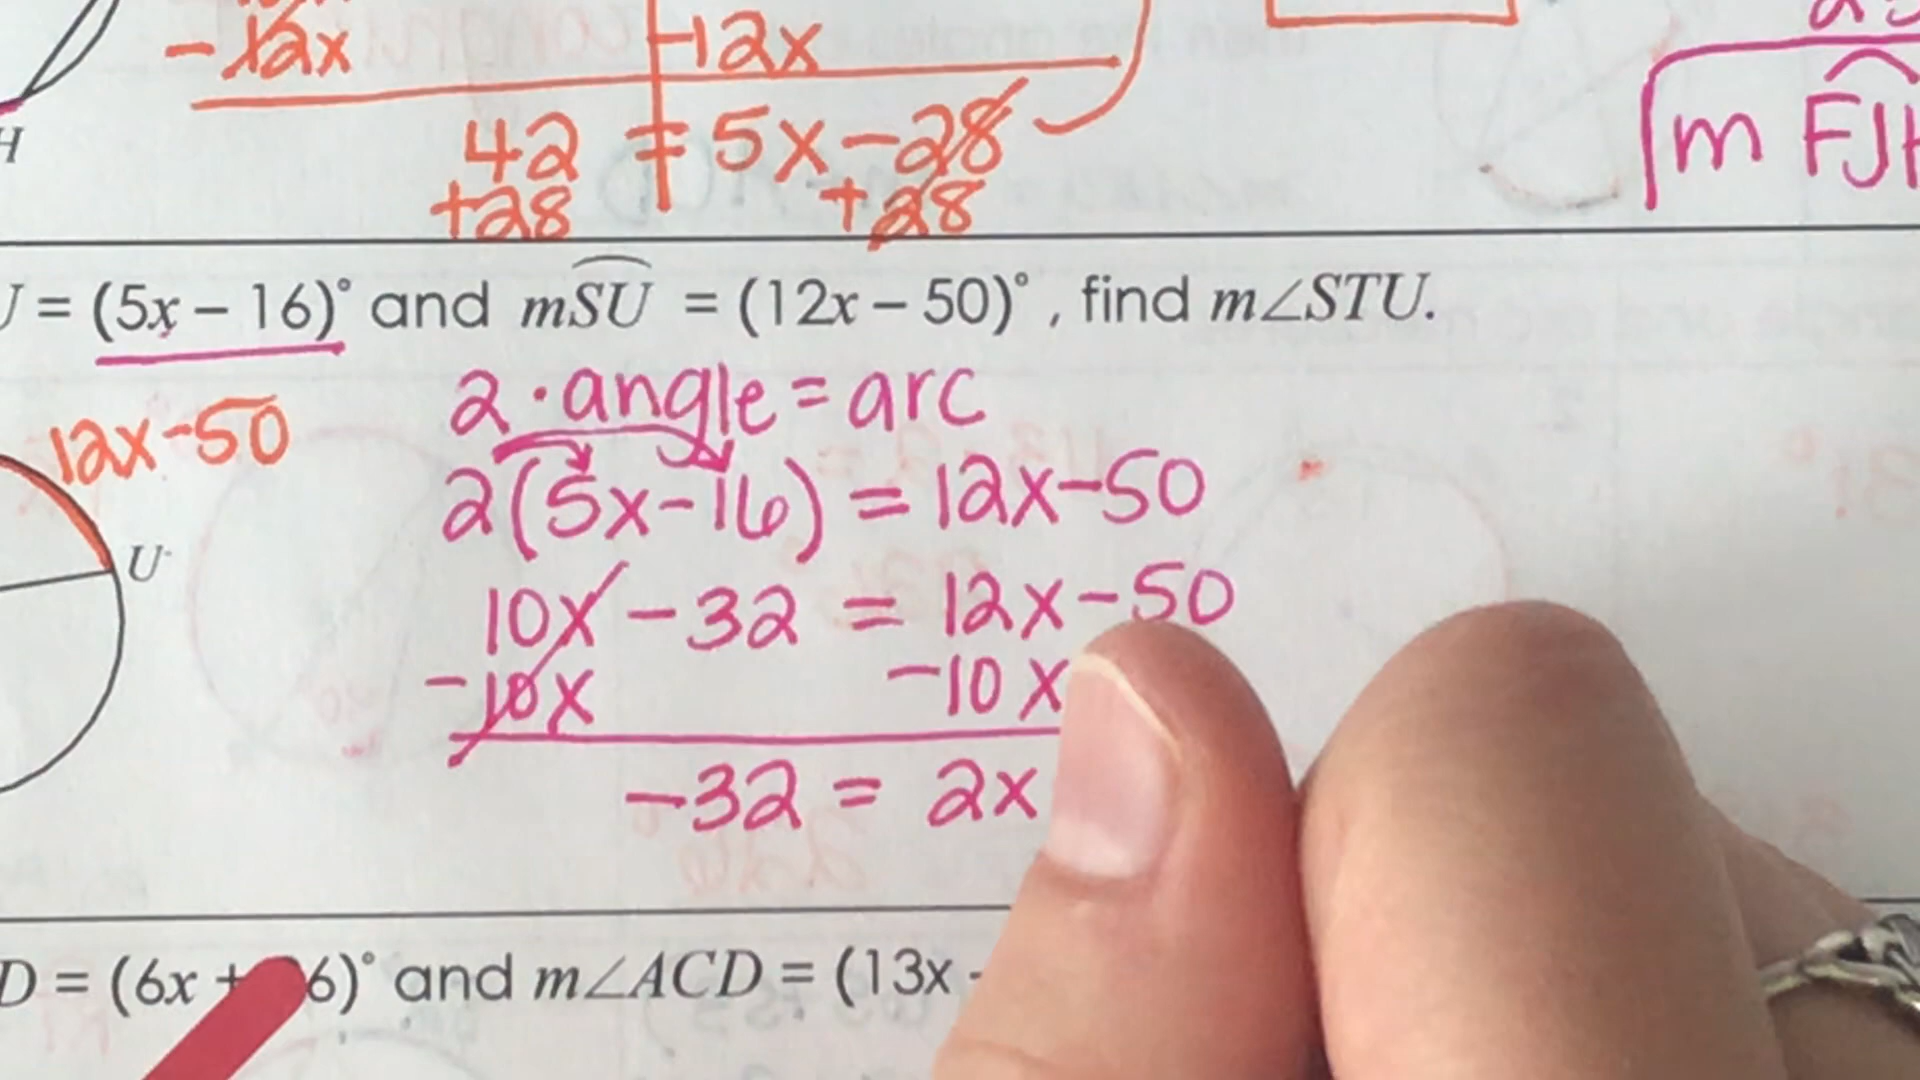 -12x -12x
42 = 5x-28
+28 +28
m FJH
H
= (5x – 16)° and mSU = (12x – 50)°, find m∠STU.
12x-50
U
2 · angle = arc
2(5x-16) = 12x-50
10x - 32 = 12x-50
-10x -10x
-32 = 2x
D = (6x + 6)° and m∠ACD = (13x -